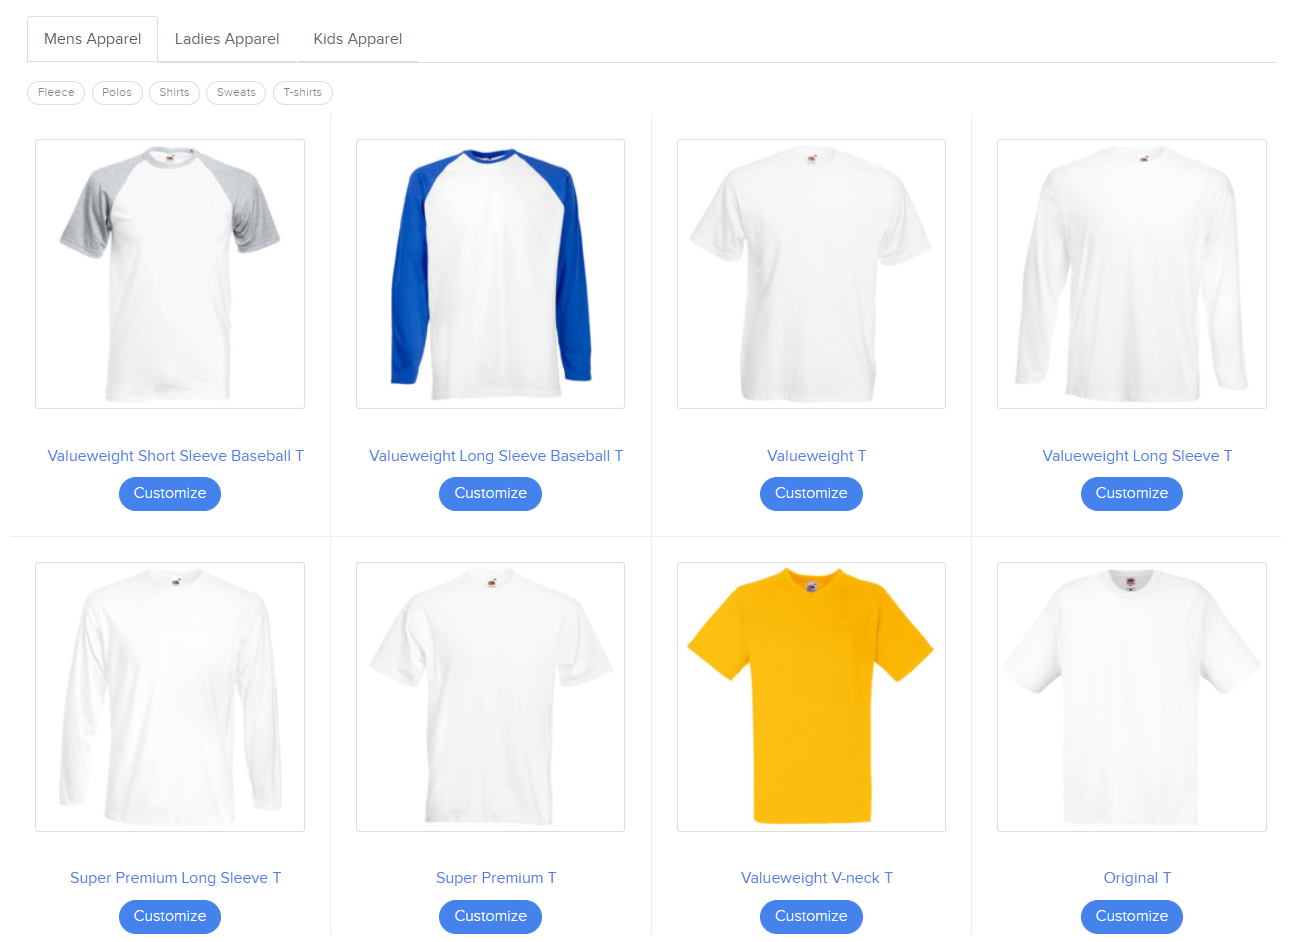 Mens Apparel Ladies Apparel Kids Apparel
Fleece Polos Shirts Sweats T-shirts
Valueweight Short Sleeve Baseball T Valueweight Long Sleeve Baseball T Valueweight T Valueweight Long Sleeve T
Customize Customize Customize Customize
Super Premium Long Sleeve T Super Premium T Valueweight V-neck T Original T
Customize Customize Customize Customize